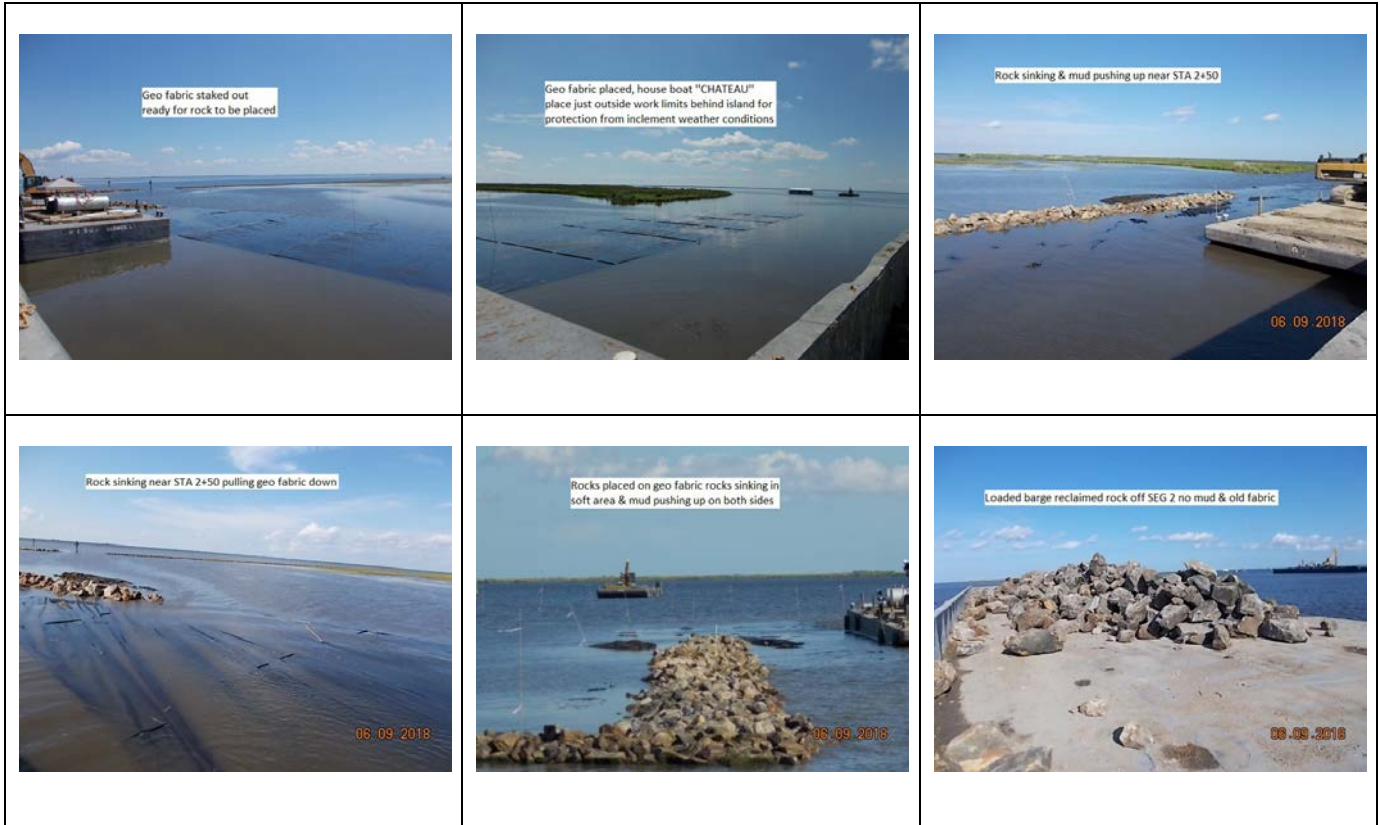 Geo fabric staked out
ready for rock to be placed
Geo fabric placed, house boat "CHATEAU"
place just outside work limits behind island for
protection from inclement weather conditions
Rock sinking & mud pushing up near STA 2+50
06 09 2018
Rock sinking near STA 2+50 pulling geo fabric down
06 09 2018
Rocks placed on geo fabric rocks sinking in
soft area & mud pushing up on both sides
06 09 2018
Loaded barge reclaimed rock off SEG 2 no mud & old fabric
06 09 2018